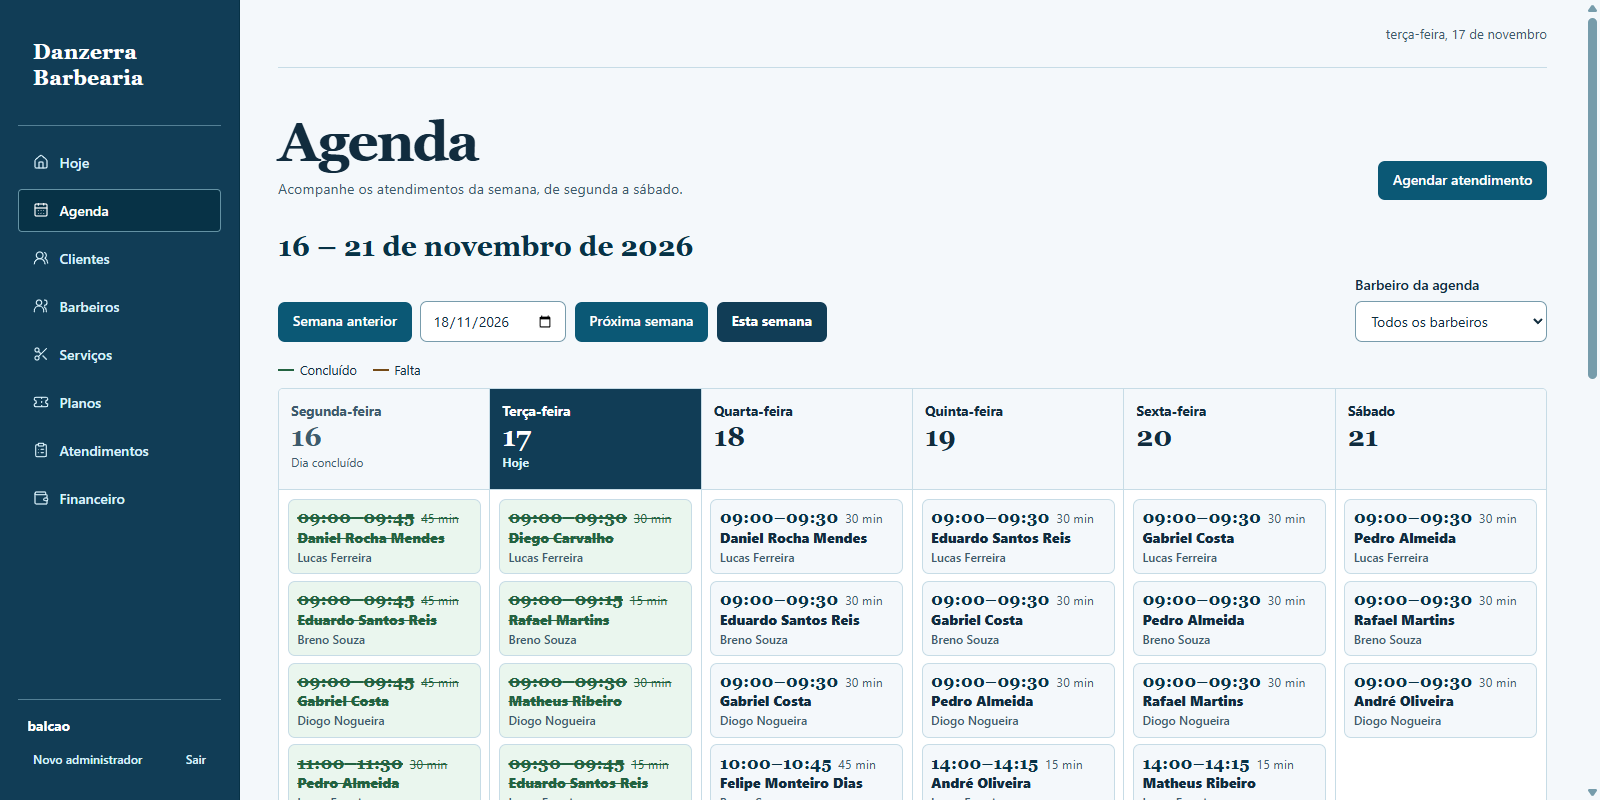 Danzerra
Barbearia
Hoje
Agenda
Clientes
Barbeiros
Serviços
Planos
Atendimentos
Financeiro
balcao
Novo administrador Sair
terça-feira, 17 de novembro
Agenda
Acompanhe os atendimentos da semana, de segunda a sábado.
Agendar atendimento
16 – 21 de novembro de 2026
Barbeiro da agenda
Semana anterior 18/11/2026 Próxima semana Esta semana Todos os barbeiros
Concluído Falta
Segunda-feira
16
Dia concluído
Terça-feira
17
Hoje
Quarta-feira
18
Quinta-feira
19
Sexta-feira
20
Sábado
21
09:00–09:45 45 min
Daniel Rocha Mendes
Lucas Ferreira
09:00–09:45 45 min
Eduardo Santos Reis
Breno Souza
09:00–09:45 45 min
Gabriel Costa
Diogo Nogueira
11:00–11:30 30 min
Pedro Almeida
09:00–09:30 30 min
Diego Carvalho
Lucas Ferreira
09:00–09:15 15 min
Rafael Martins
Breno Souza
09:00–09:30 30 min
Matheus Ribeiro
Diogo Nogueira
09:30–09:45 15 min
Eduardo Santos Reis
09:00–09:30 30 min
Daniel Rocha Mendes
Lucas Ferreira
09:00–09:30 30 min
Eduardo Santos Reis
Breno Souza
09:00–09:30 30 min
Gabriel Costa
Diogo Nogueira
10:00–10:45 45 min
Felipe Monteiro Dias
09:00–09:30 30 min
Eduardo Santos Reis
Lucas Ferreira
09:00–09:30 30 min
Gabriel Costa
Breno Souza
09:00–09:30 30 min
Pedro Almeida
Diogo Nogueira
14:00–14:15 15 min
André Oliveira
09:00–09:30 30 min
Gabriel Costa
Lucas Ferreira
09:00–09:30 30 min
Pedro Almeida
Breno Souza
09:00–09:30 30 min
Rafael Martins
Diogo Nogueira
14:00–14:15 15 min
Matheus Ribeiro
09:00–09:30 30 min
Pedro Almeida
Lucas Ferreira
09:00–09:30 30 min
Rafael Martins
Breno Souza
09:00–09:30 30 min
André Oliveira
Diogo Nogueira